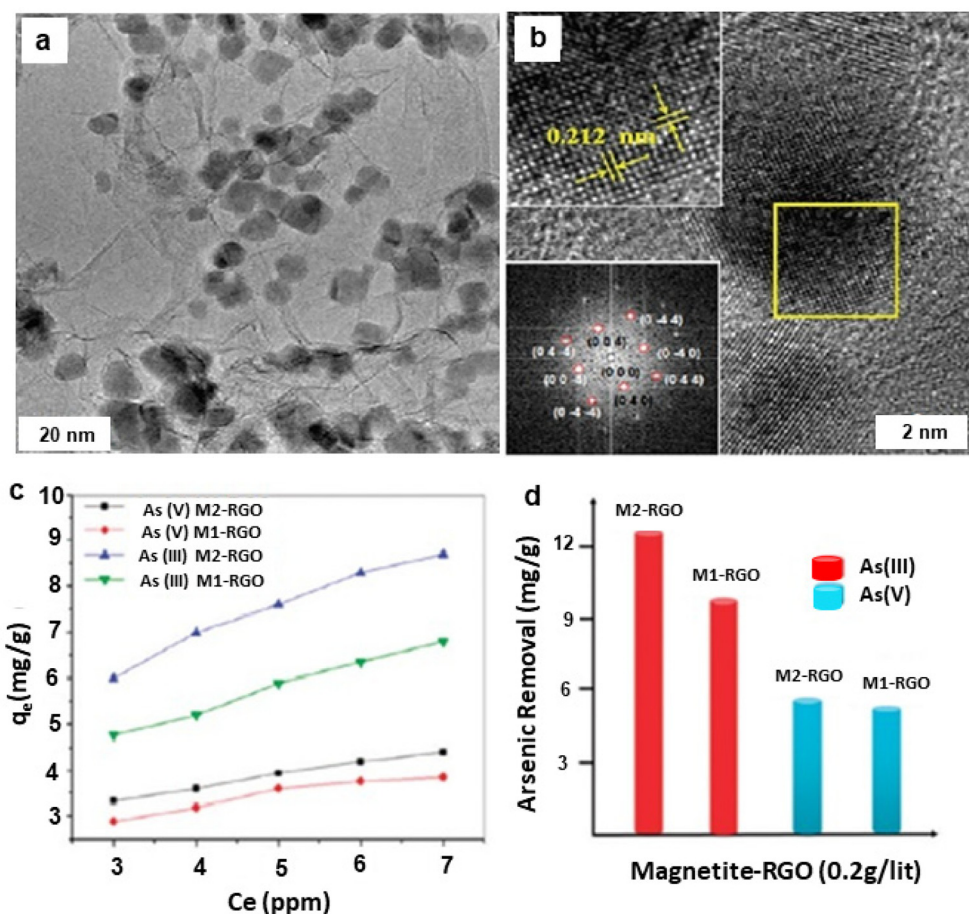 a
20 nm
b
0.212 nm
(0 -4 4)
(0 0 4)
(0 4 -4)
(0 -4 0)
(0 0 0)
(0 0 -4)
(0 4 4)
(0 4 0)
(0 -4 -4)
2 nm
c
10
9
8
7
6
5
4
3
qe(mg/g)
As (V) M2-RGO
As (V) M1-RGO
As (III) M2-RGO
As (III) M1-RGO
3 4 5 6 7
Ce (ppm)
d
Arsenic Removal (mg/g)
12
9
6
3
M2-RGO
M1-RGO
M2-RGO
M1-RGO
As(III)
As(V)
Magnetite-RGO (0.2g/lit)